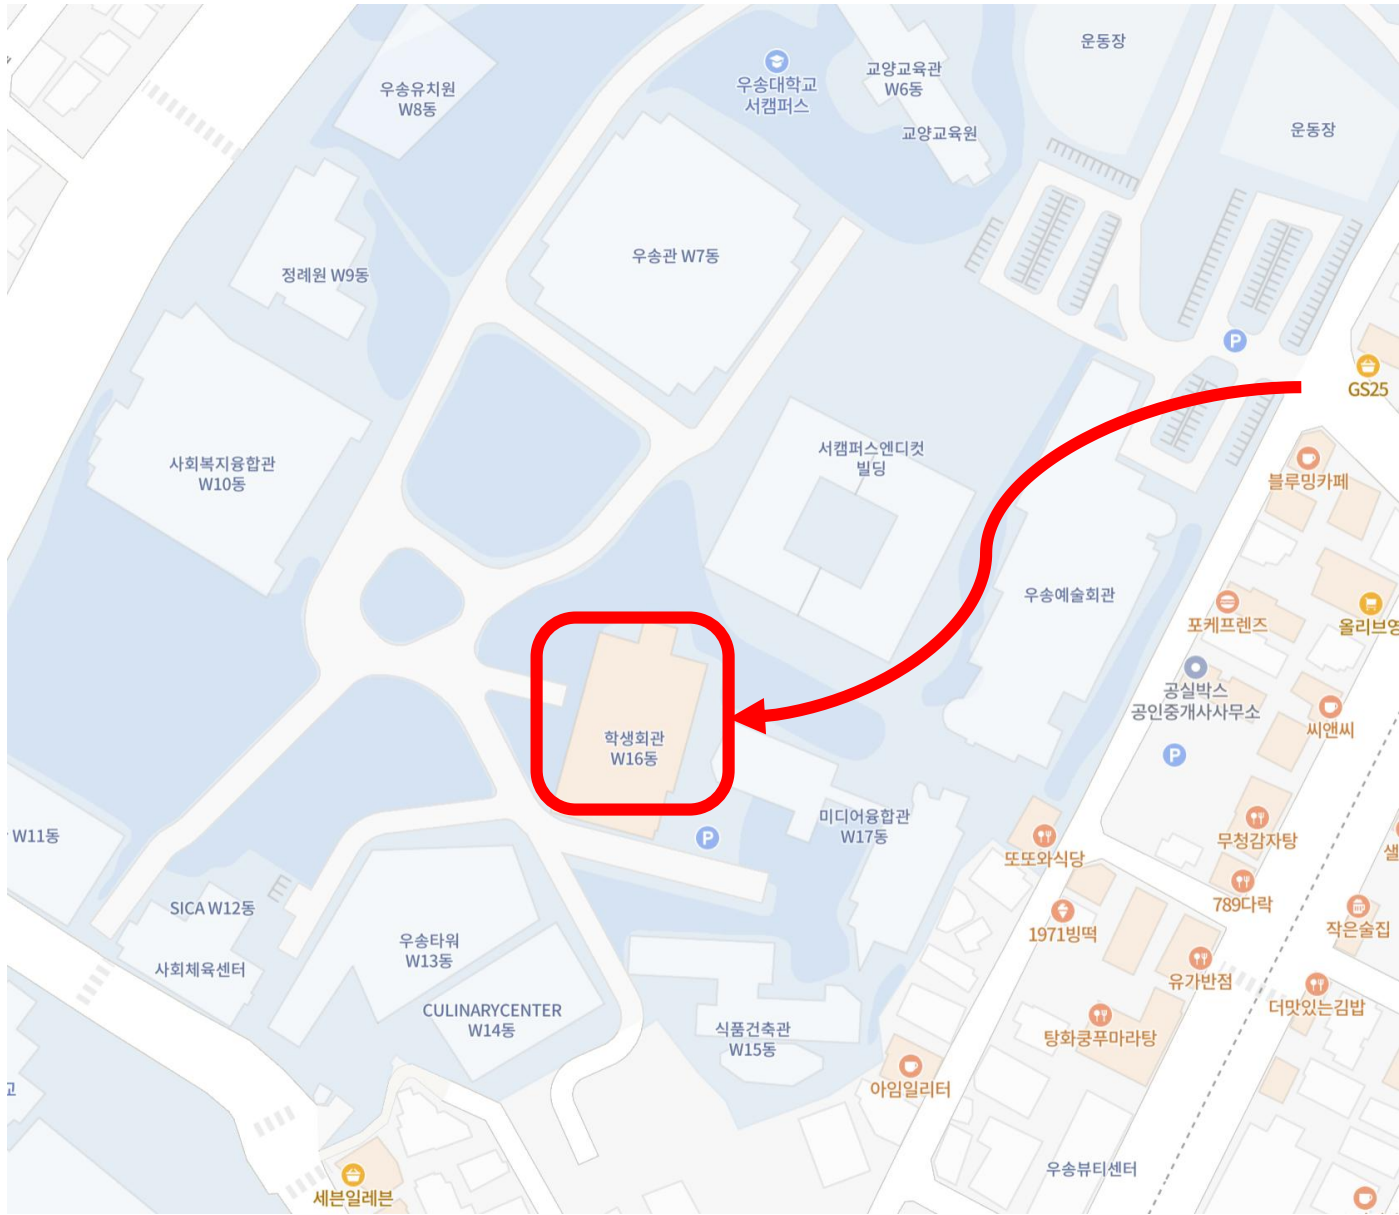 운동장
우송대학교
서캠퍼스
교양교육관
W6동
우송유치원
W8동
교양교육원
운동장
우송관 W7동
정례원 W9동
P
GS25
서캠퍼스엔디컷
빌딩
사회복지융합관
W10동
블루밍카페
우송예술회관
포케프렌즈
올리브영
공실박스
공인중개사사무소
씨앤씨
학생회관
W16동
P
미디어융합관
W17동
P
W11동
또또와식당
무청감자탕
샐
789다락
SICA W12동
1971빙떡
작은술집
우송타워
W13동
사회체육센터
유가반점
CULINARYCENTER
W14동
더맛있는김밥
식품건축관
W15동
탕화쿵푸마라탕
아임일리터
교
우송뷰티센터
세븐일레븐